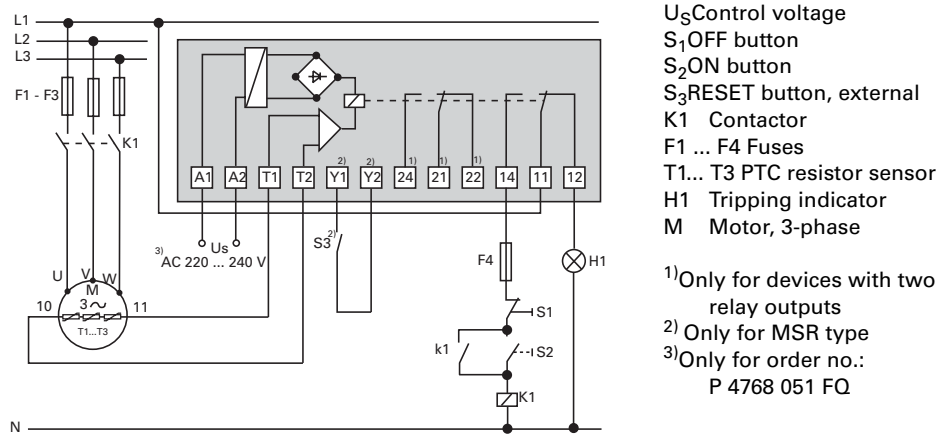 L1
L2
L3
F1 - F3
K1
A1 A2 T1 T2 Y1 Y2 24 21 22 14 11 12
2) 2) 1) 1) 1)
Us
3)
AC 220 ... 240 V
S3 2)
F4
H1
U V W
M
3 ~
10 11
T1...T3
S1
k1
S2
K1
N
USControl voltage
S1OFF button
S2ON button
S3RESET button, external
K1 Contactor
F1 ... F4 Fuses
T1... T3 PTC resistor sensor
H1 Tripping indicator
M Motor, 3-phase
1)Only for devices with two
relay outputs
2) Only for MSR type
3)Only for order no.:
P 4768 051 FQ